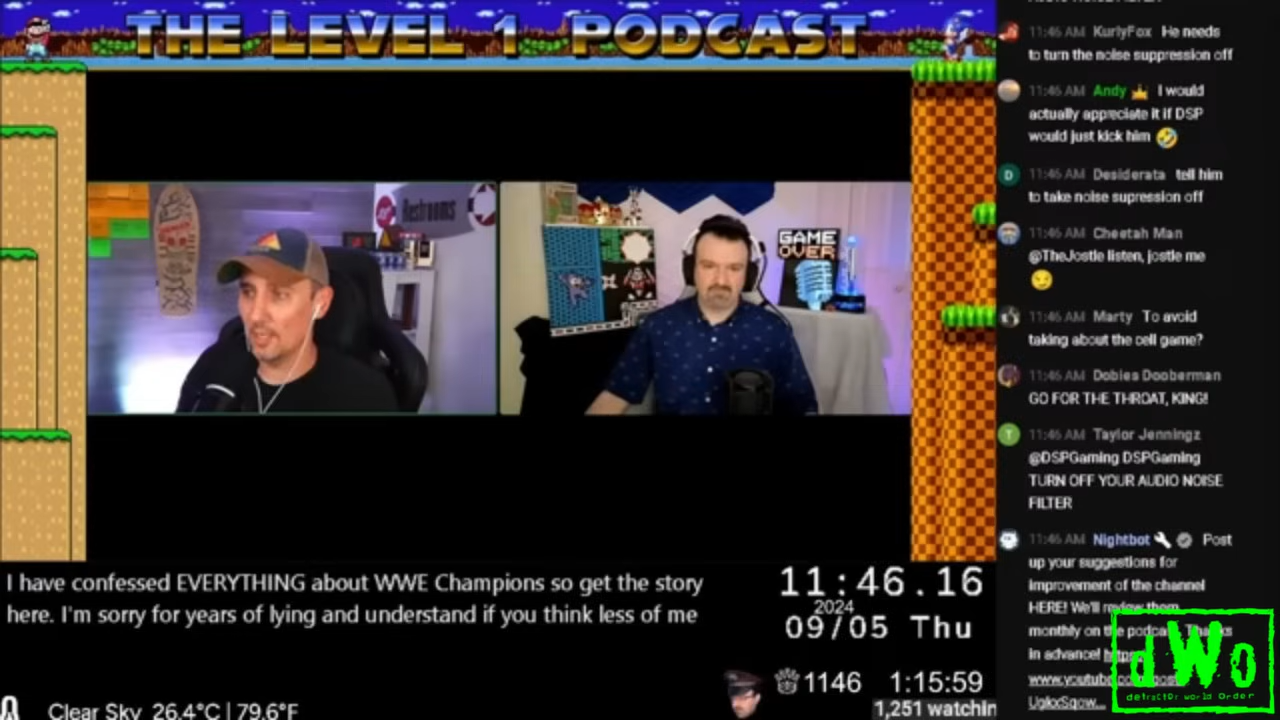 THE LEVEL 1 PODCAST
Restrooms
GAME
OVER
I have confessed EVERYTHING about WWE Champions so get the story
here. I'm sorry for years of lying and understand if you think less of me
11:46.16
2024
09/05 Thu
1146 1:15:59
1,251 watchin
Clear Sky 26.4°C | 79.6°F
11:46 AM KurlyFox He needs
to turn the noise suppression off
11:46 AM Andy I would
actually appreciate it if DSP
would just kick him
D
11:46 AM Desiderata tell him
to take noise supression off
11:46 AM Cheetah Man
@TheJostle listen, jostle me
11:46 AM Marty To avoid
taking about the cell game?
11:46 AM Dobies Dooberman
GO FOR THE THROAT, KING!
T
11:46 AM Taylor Jenningz
@DSPGaming DSPGaming
TURN OFF YOUR AUDIO NOISE
FILTER
11:46 AM Nightbot Post
up your suggestions for
improvement of the channel
HERE! We'll review them
monthly on the podcast. Thanks
in advance!
dWo
detractor world order